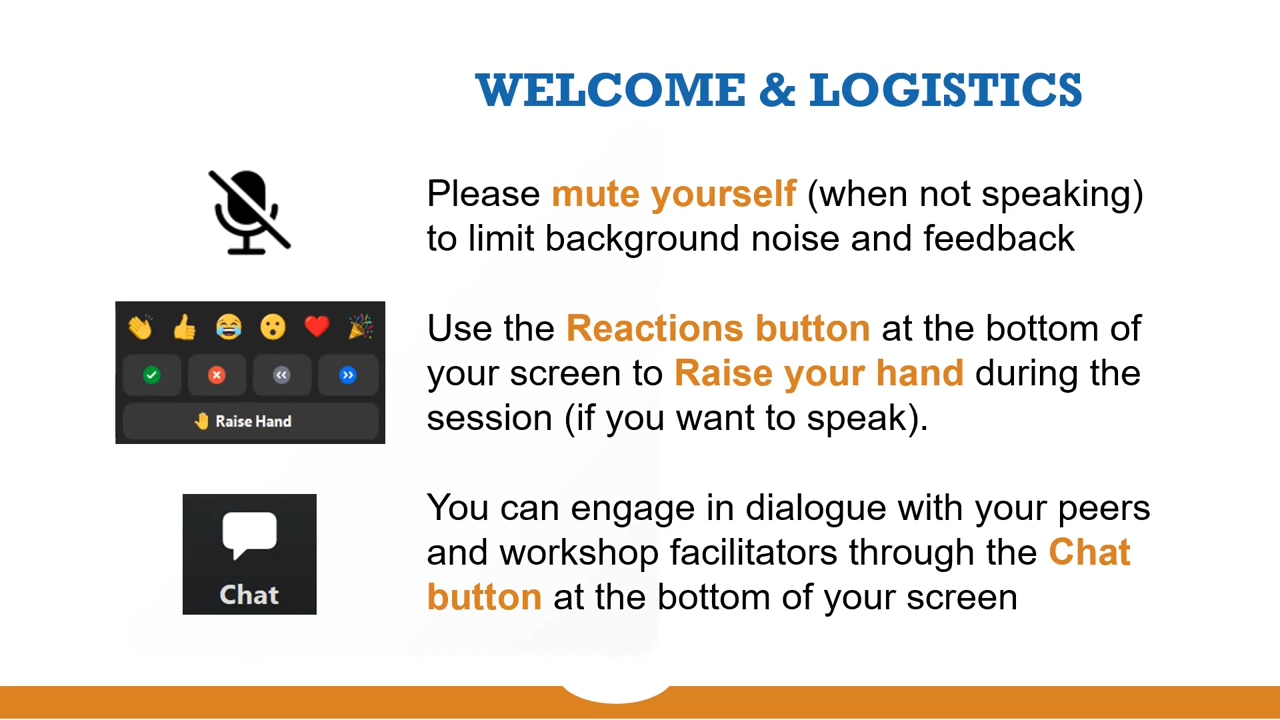 WELCOME & LOGISTICS
Please mute yourself (when not speaking)
to limit background noise and feedback
Use the Reactions button at the bottom of
your screen to Raise your hand during the
session (if you want to speak).
Raise Hand
You can engage in dialogue with your peers
and workshop facilitators through the Chat
button at the bottom of your screen
Chat